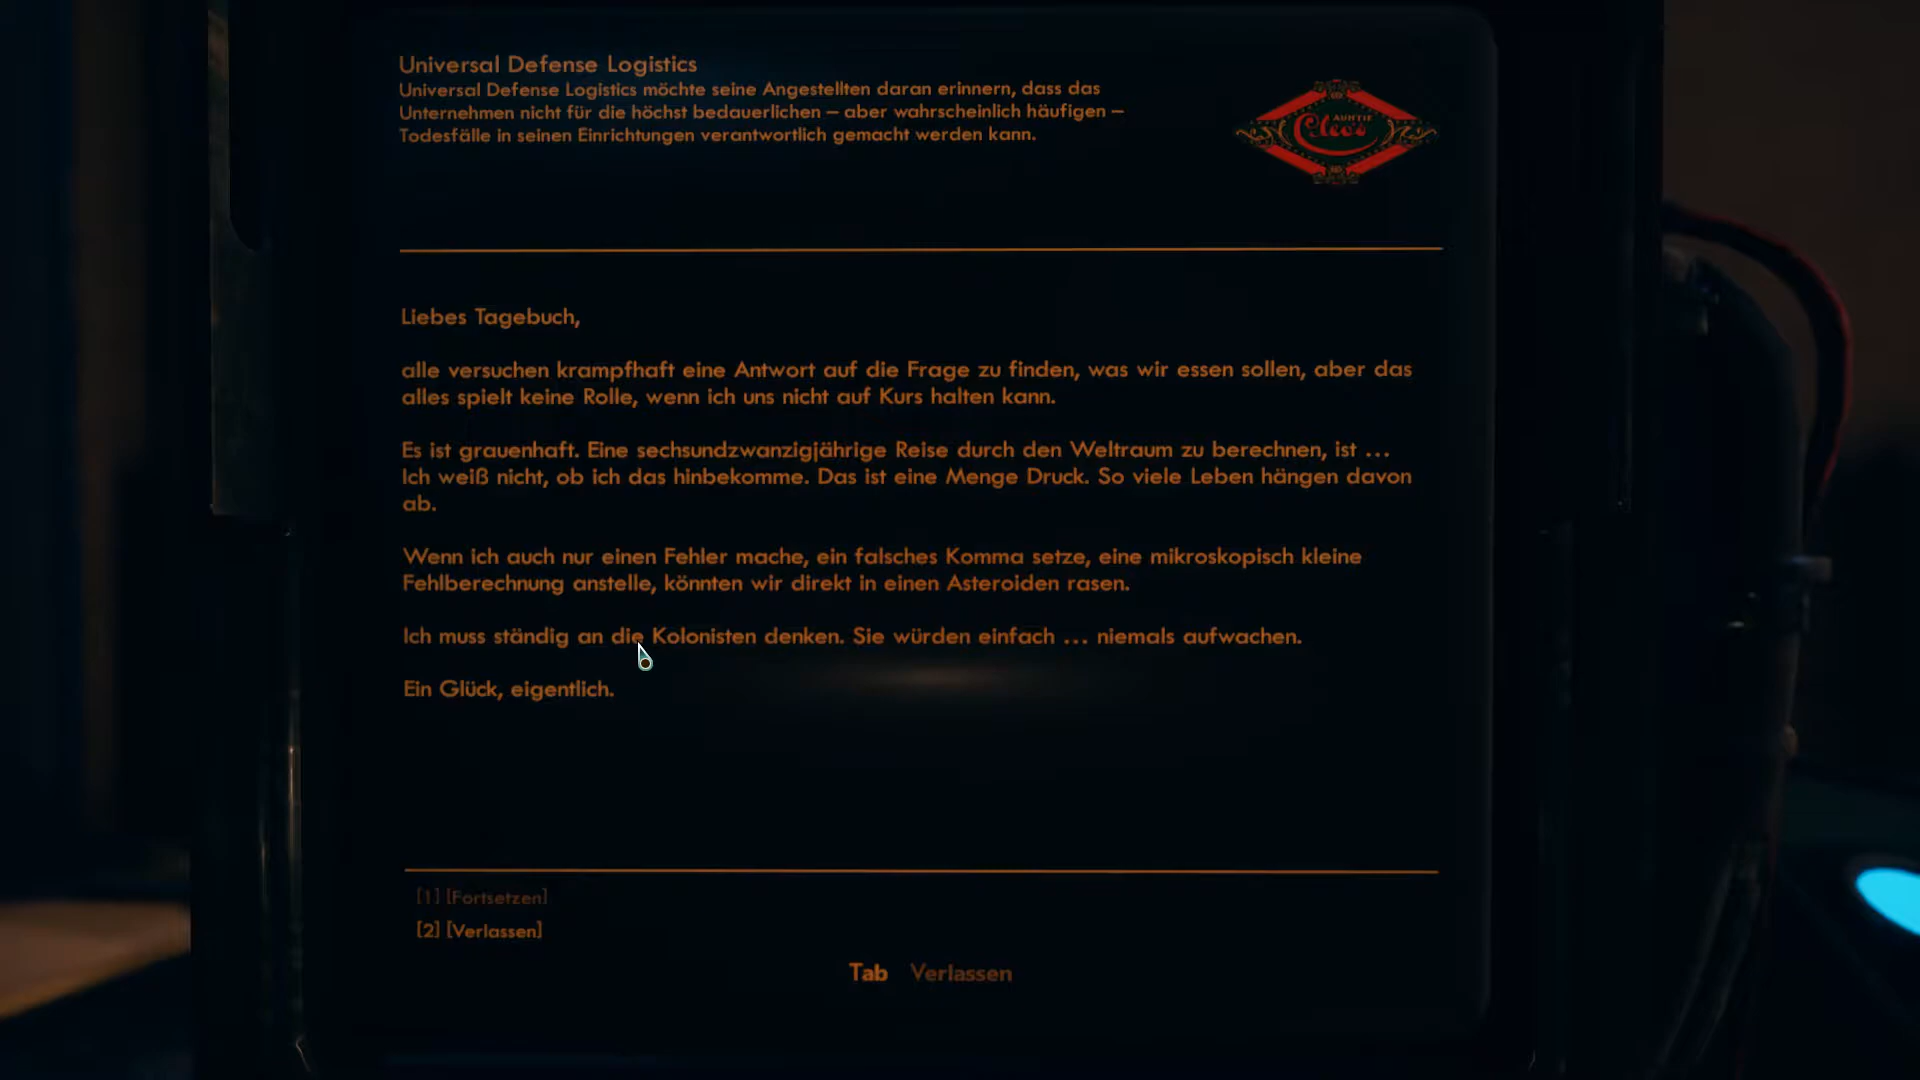 Universal Defense Logistics
Universal Defense Logistics möchte seine Angestellten daran erinnern, dass das
Unternehmen nicht für die höchst bedauerlichen – aber wahrscheinlich häufigen –
Todesfälle in seinen Einrichtungen verantwortlich gemacht werden kann.
AUNTIE
Cleo's
Liebes Tagebuch,
alle versuchen krampfhaft eine Antwort auf die Frage zu finden, was wir essen sollen, aber das
alles spielt keine Rolle, wenn ich uns nicht auf Kurs halten kann.
Es ist grauenhaft. Eine sechsundzwanzigjährige Reise durch den Weltraum zu berechnen, ist …
Ich weiß nicht, ob ich das hinbekomme. Das ist eine Menge Druck. So viele Leben hängen davon
ab.
Wenn ich auch nur einen Fehler mache, ein falsches Komma setze, eine mikroskopisch kleine
Fehlberechnung anstelle, könnten wir direkt in einen Asteroiden rasen.
Ich muss ständig an die Kolonisten denken. Sie würden einfach … niemals aufwachen.
Ein Glück, eigentlich.
[1] [Fortsetzen]
[2] [Verlassen]
Tab Verlassen